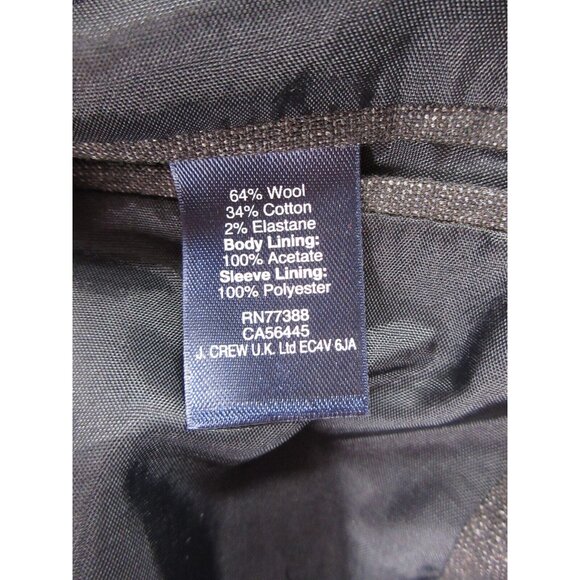 64% Wool
34% Cotton
2% Elastane
Body Lining:
100% Acetate
Sleeve Lining:
100% Polyester
RN77388
CA56445
J. CREW U.K. Ltd EC4V 6JA